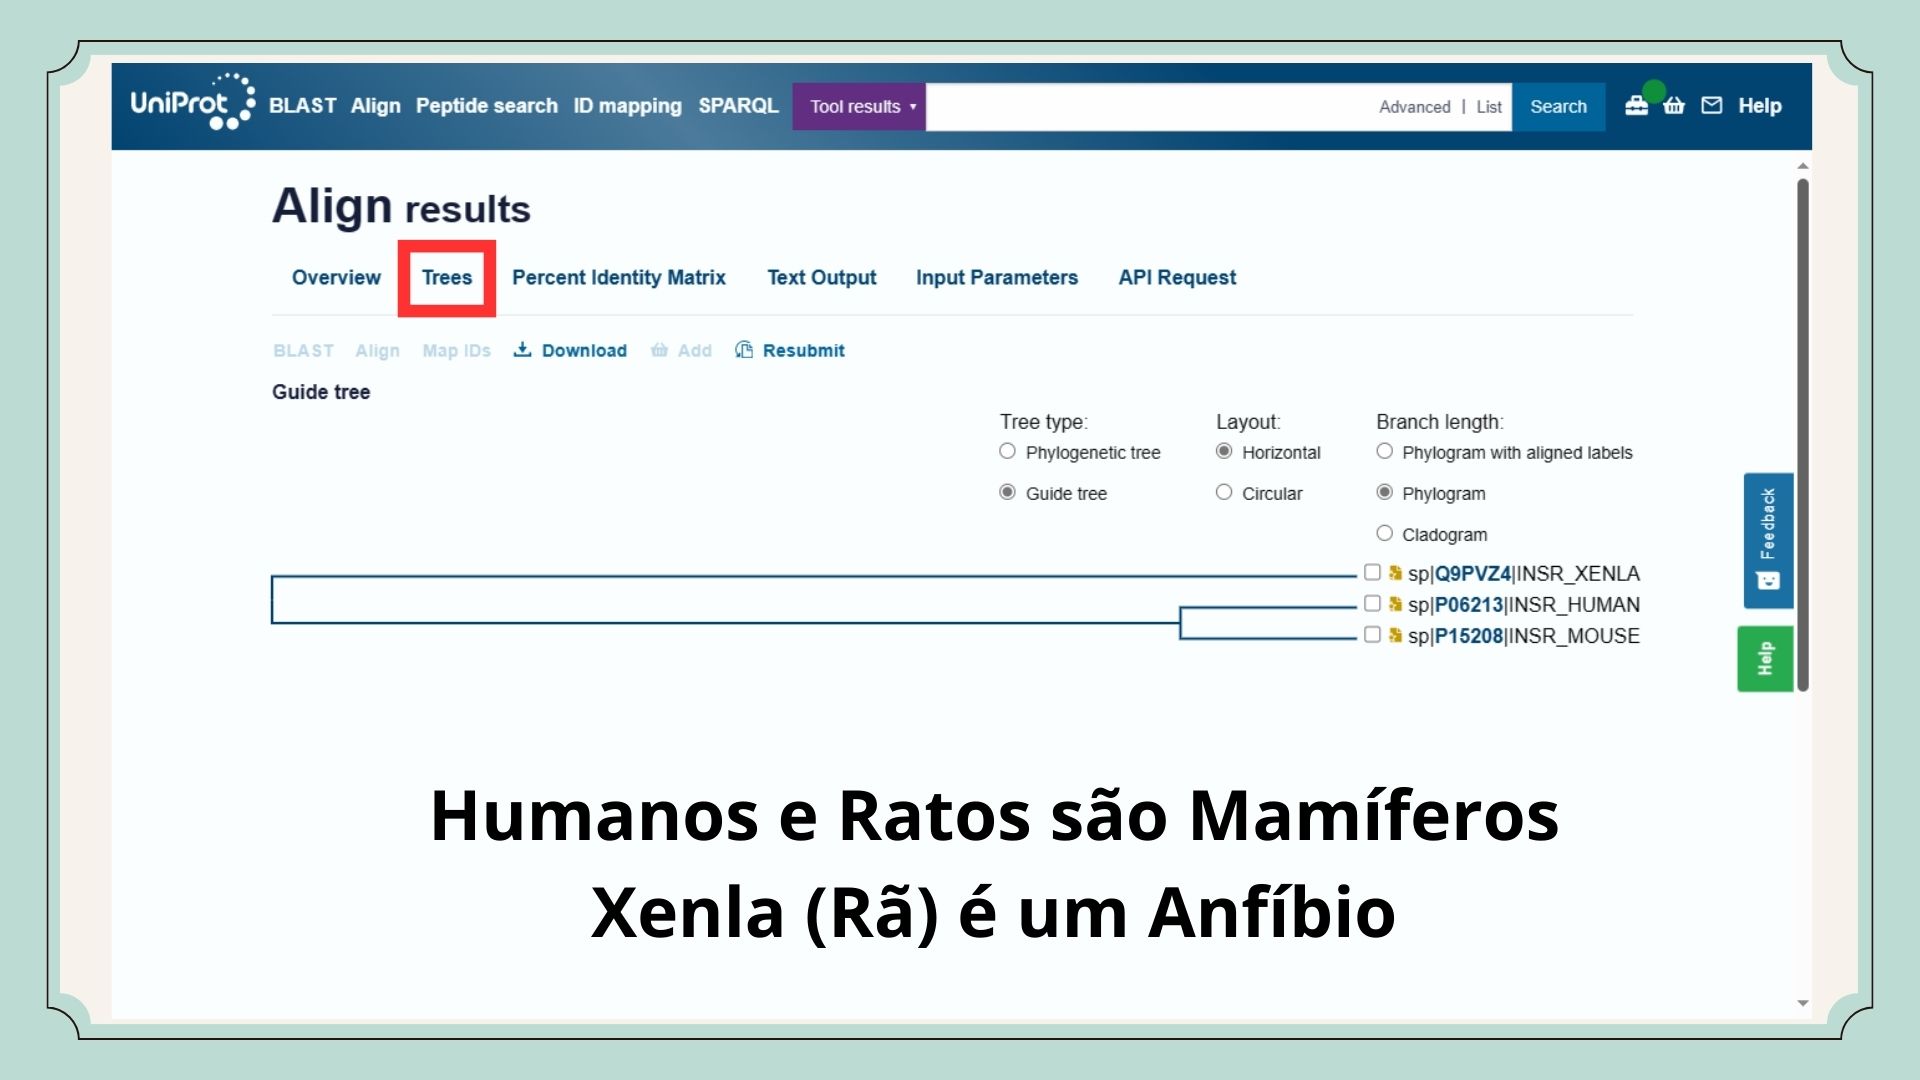 UniProt BLAST Align Peptide search ID mapping SPARQL Tool results Advanced | List Search Help
Align results
Overview Trees Percent Identity Matrix Text Output Input Parameters API Request
BLAST Align Map IDs Download Add Resubmit
Guide tree
Tree type: Layout: Branch length:
Phylogenetic tree Horizontal Phylogram with aligned labels
Guide tree Circular Phylogram
Cladogram
sp|Q9PVZ4|INSR_XENLA
sp|P06213|INSR_HUMAN
sp|P15208|INSR_MOUSE
Feedback
Help
Humanos e Ratos são Mamíferos
Xenla (Rã) é um Anfíbio